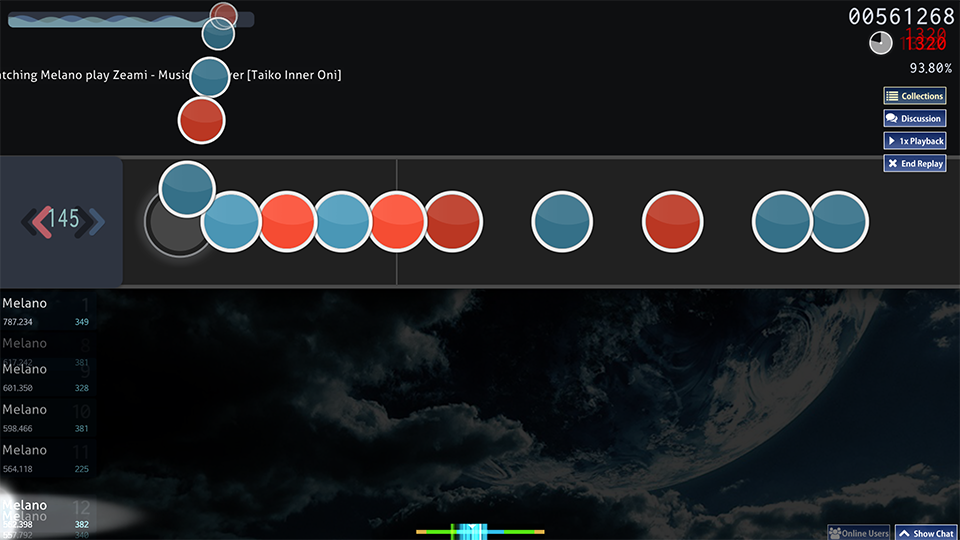 00561268
1320
93.80%
atching Melano play Zeami - Music er [Taiko Inner Oni]
Collections
Discussion
1x Playback
End Replay
145
Melano 1
787.234 349
Melano 8
617.342 381
Melano 9
601.350 328
Melano 10
598.466 381
Melano 11
564.118 225
Melano 12
Melano
562.398 382
557.792 340
Online Users
Show Chat